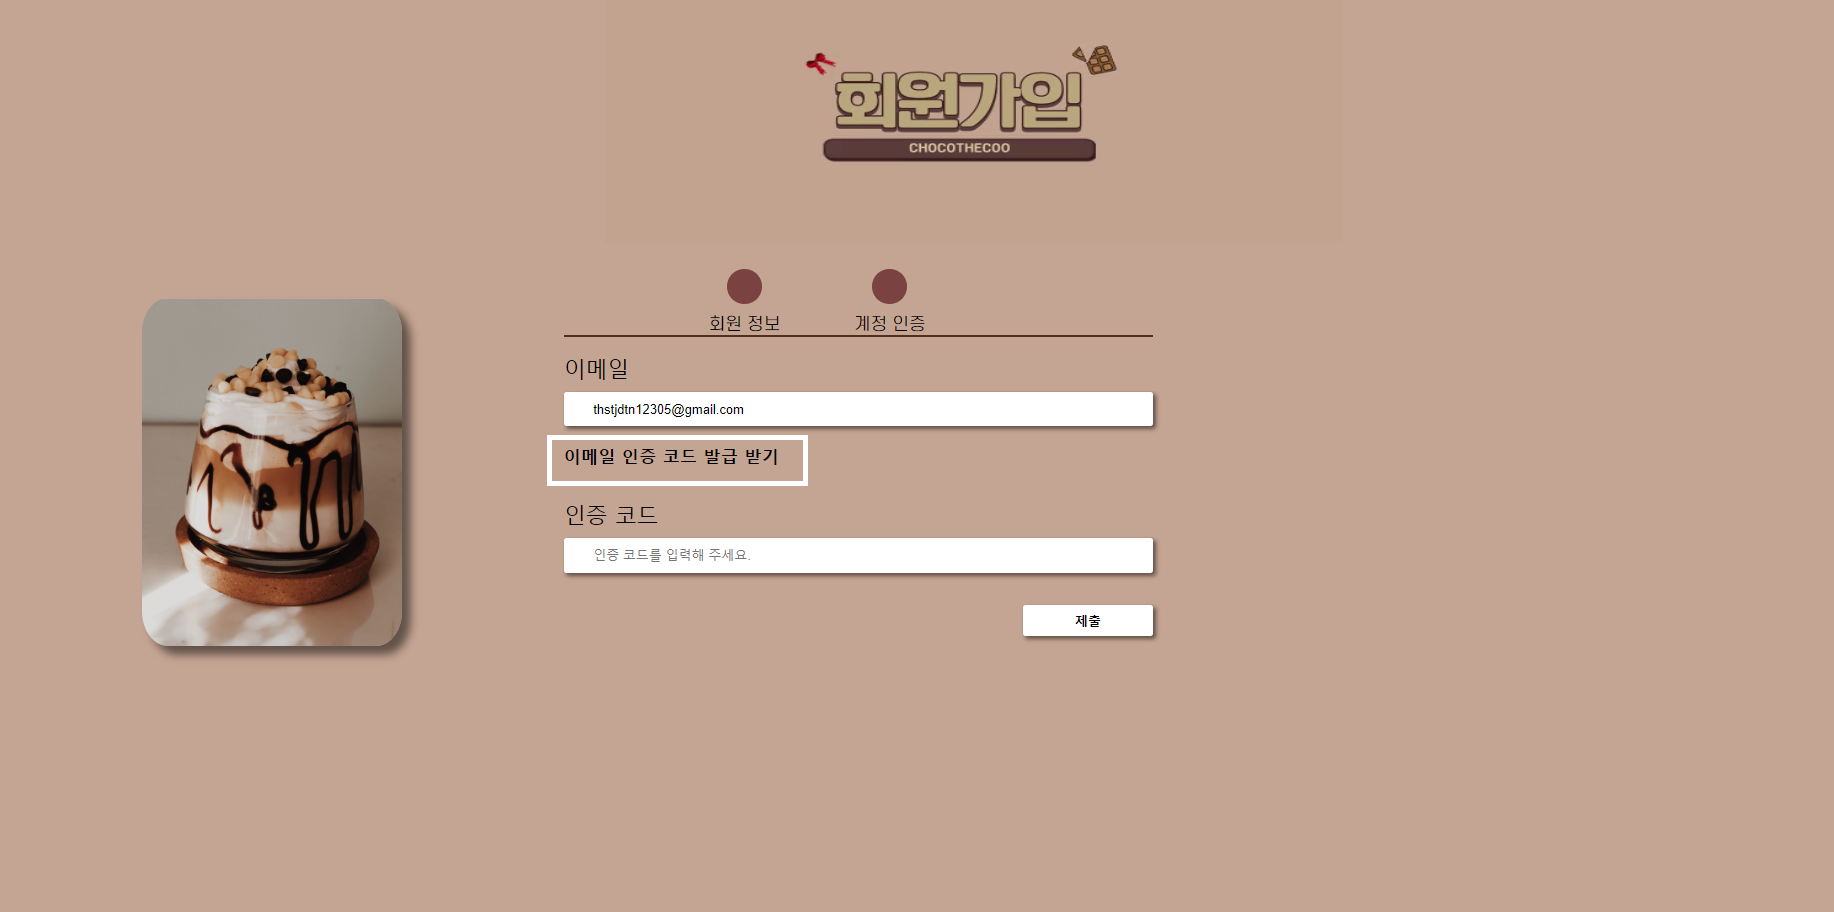 회원가입
CHOCOTHECOO
회원 정보 계정 인증
이메일
thstjdtn12305@gmail.com
이메일 인증 코드 발급 받기
인증 코드
인증 코드를 입력해 주세요.
제출